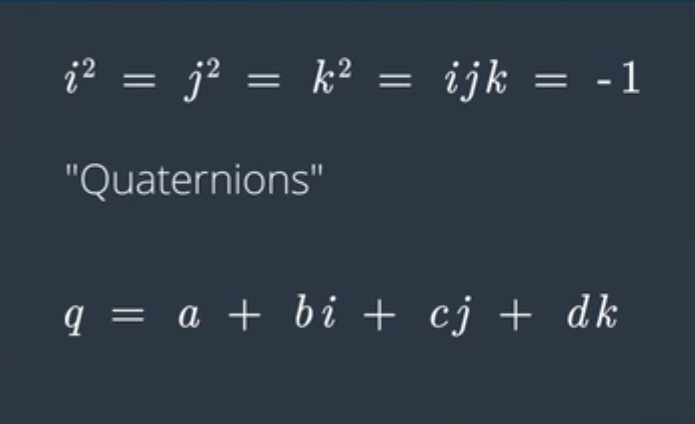 i² = j² = k² = ijk = -1
"Quaternions"
q = a + bi + cj + dk